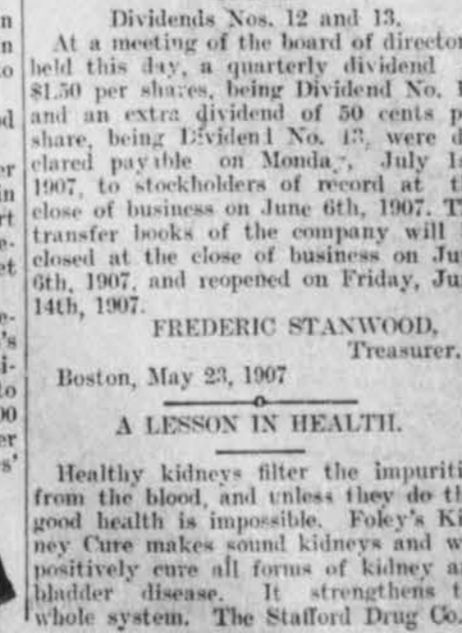 n
n
to
Dividends Nos. 12 and 13.
At a meeting of the board of director
held this day, a quarterly dividend
$1.50 per shares, being Dividend No. 1
and an extra dividend of 50 cents p
share, being Dividend No. 13, were d
clared payable on Monday, July 1
1907, to stockholders of record at t
close of business on June 6th, 1907. T
transfer books of the company will
closed at the close of business on Ju
6th, 1907, and reopened on Friday, Ju
14th, 1907.
FREDERIC STANWOOD,
Treasurer.
Boston, May 23, 1907
A LESSON IN HEALTH.
Healthy kidneys filter the impuriti
from the blood, and unless they do th
good health is impossible. Foley's Ki
ney Cure makes sound kidneys and w
positively cure all forms of kidney a
bladder disease. It strengthens t
whole system. The Stafford Drug Co.